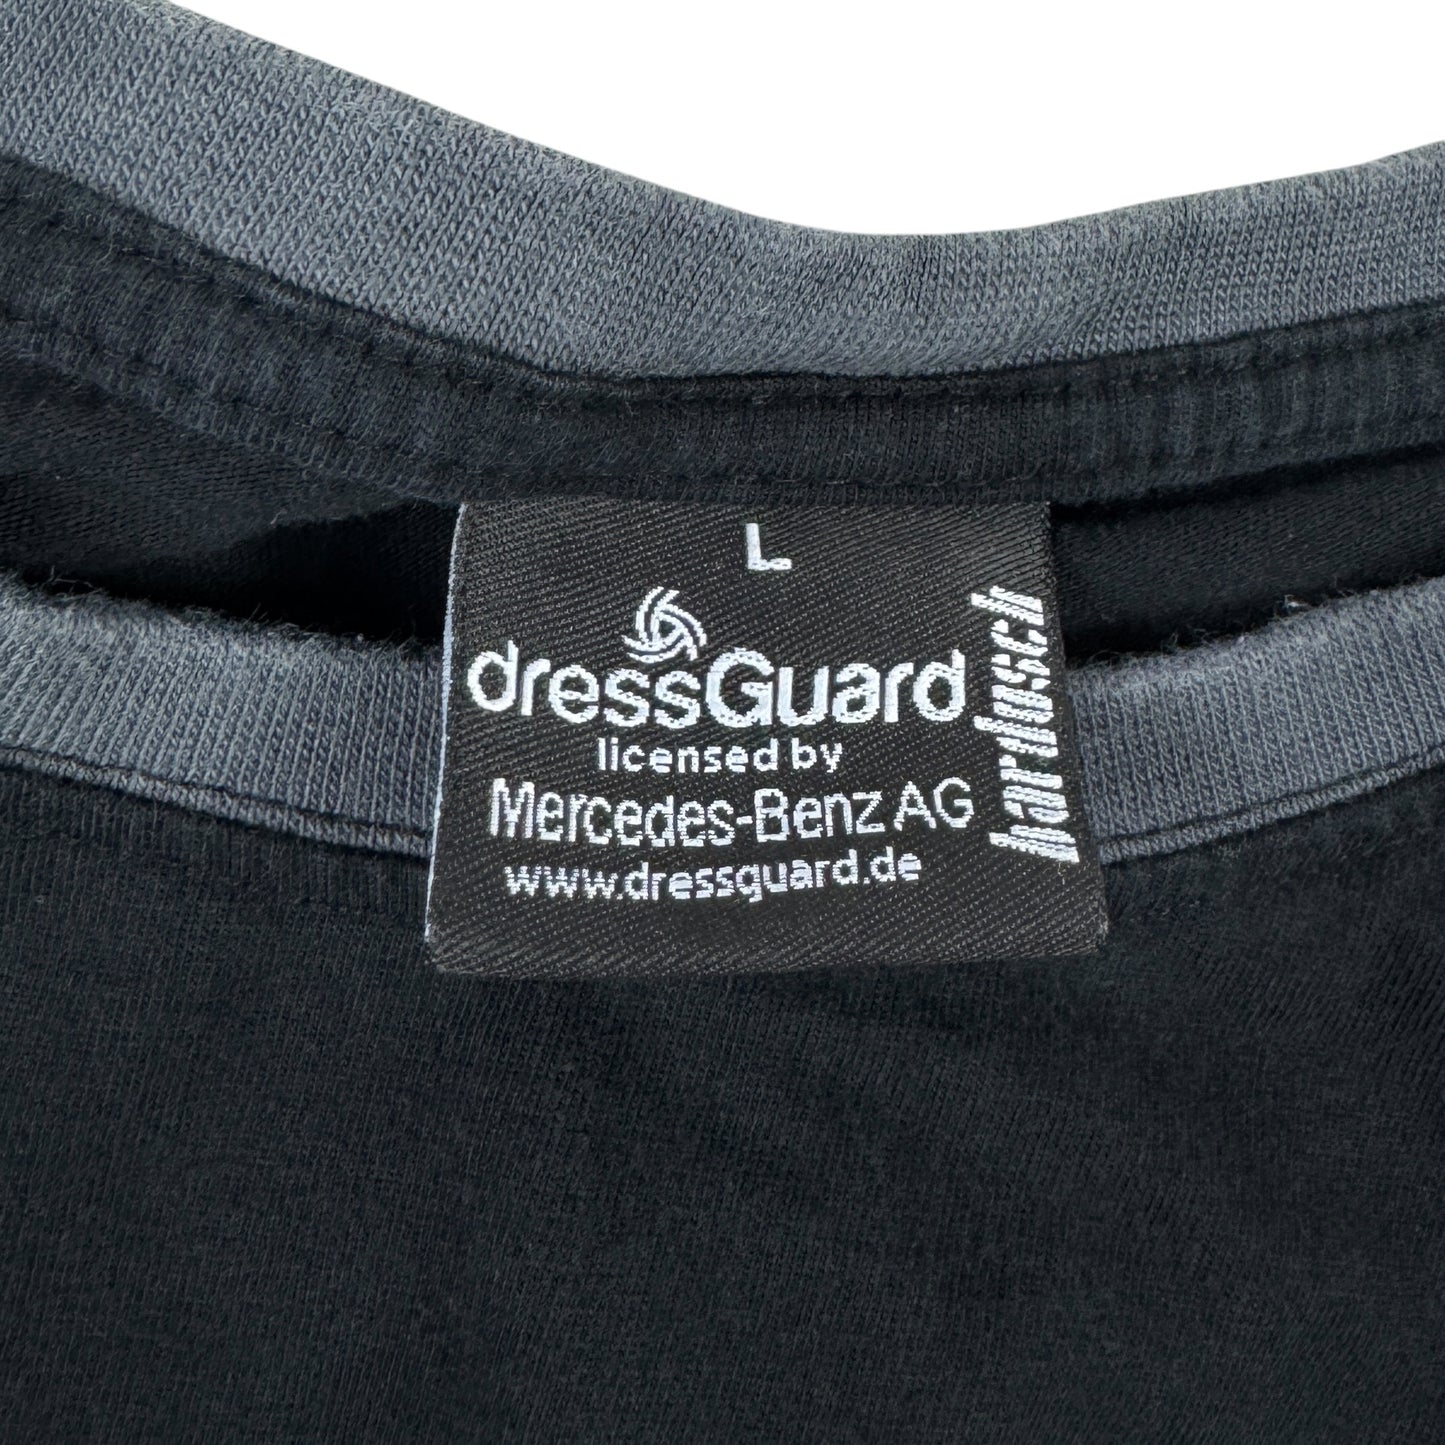 L
dressGuard
licensed by
Mercedes-Benz AG
www.dressguard.de
hardusch